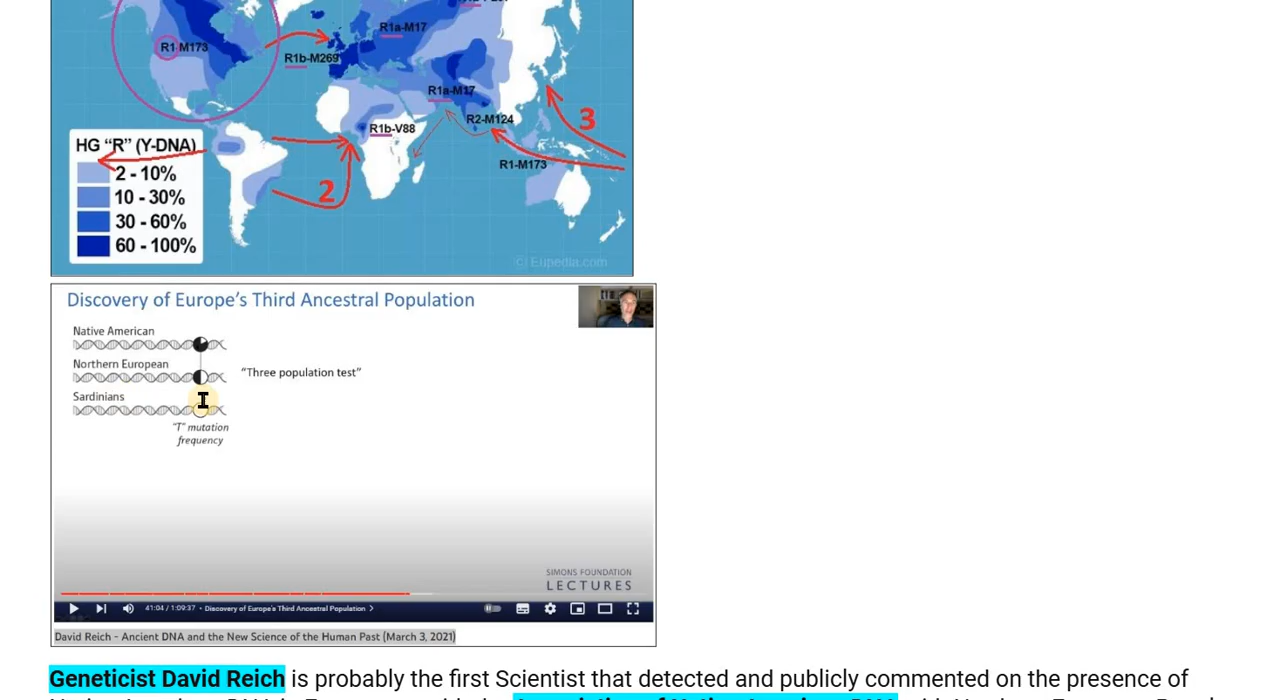 R1a-M17
R1-M173
R1b-M269
R1a-M17
R2-M124
R1b-V88
3
HG “R” (Y-DNA)
R1-M173
2 - 10%
2
10 - 30%
30 - 60%
60 - 100%
© Eupedia.com
Discovery of Europe's Third Ancestral Population
Native American
Northern European
“Three population test”
Sardinians
“T” mutation
frequency
SIMONS FOUNDATION
LECTURES
41:04 / 1:09:37 • Discovery of Europe's Third Ancestral Population >
David Reich - Ancient DNA and the New Science of the Human Past (March 3, 2021)
Geneticist David Reich is probably the first Scientist that detected and publicly commented on the presence of